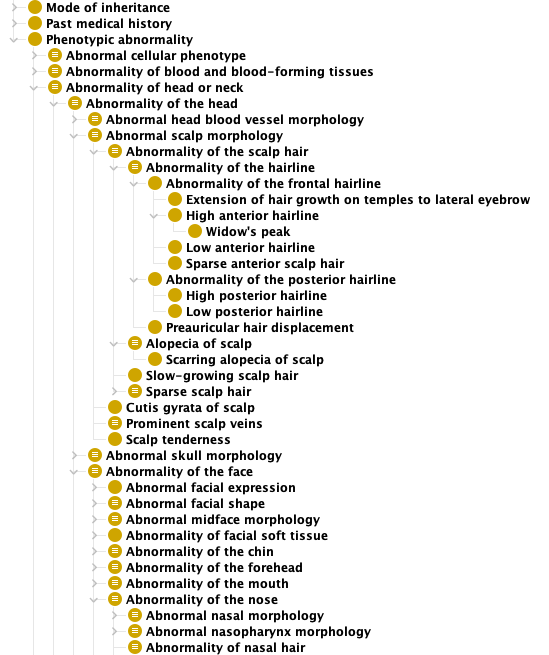 Mode of inheritance
Past medical history
Phenotypic abnormality
Abnormal cellular phenotype
Abnormality of blood and blood-forming tissues
Abnormality of head or neck
Abnormality of the head
Abnormal head blood vessel morphology
Abnormal scalp morphology
Abnormality of the scalp hair
Abnormality of the hairline
Abnormality of the frontal hairline
Extension of hair growth on temples to lateral eyebrow
High anterior hairline
Widow's peak
Low anterior hairline
Sparse anterior scalp hair
Abnormality of the posterior hairline
High posterior hairline
Low posterior hairline
Preauricular hair displacement
Alopecia of scalp
Scarring alopecia of scalp
Slow-growing scalp hair
Sparse scalp hair
Cutis gyrata of scalp
Prominent scalp veins
Scalp tenderness
Abnormal skull morphology
Abnormality of the face
Abnormal facial expression
Abnormal facial shape
Abnormal midface morphology
Abnormality of facial soft tissue
Abnormality of the chin
Abnormality of the forehead
Abnormality of the mouth
Abnormality of the nose
Abnormal nasal morphology
Abnormal nasopharynx morphology
Abnormality of nasal hair